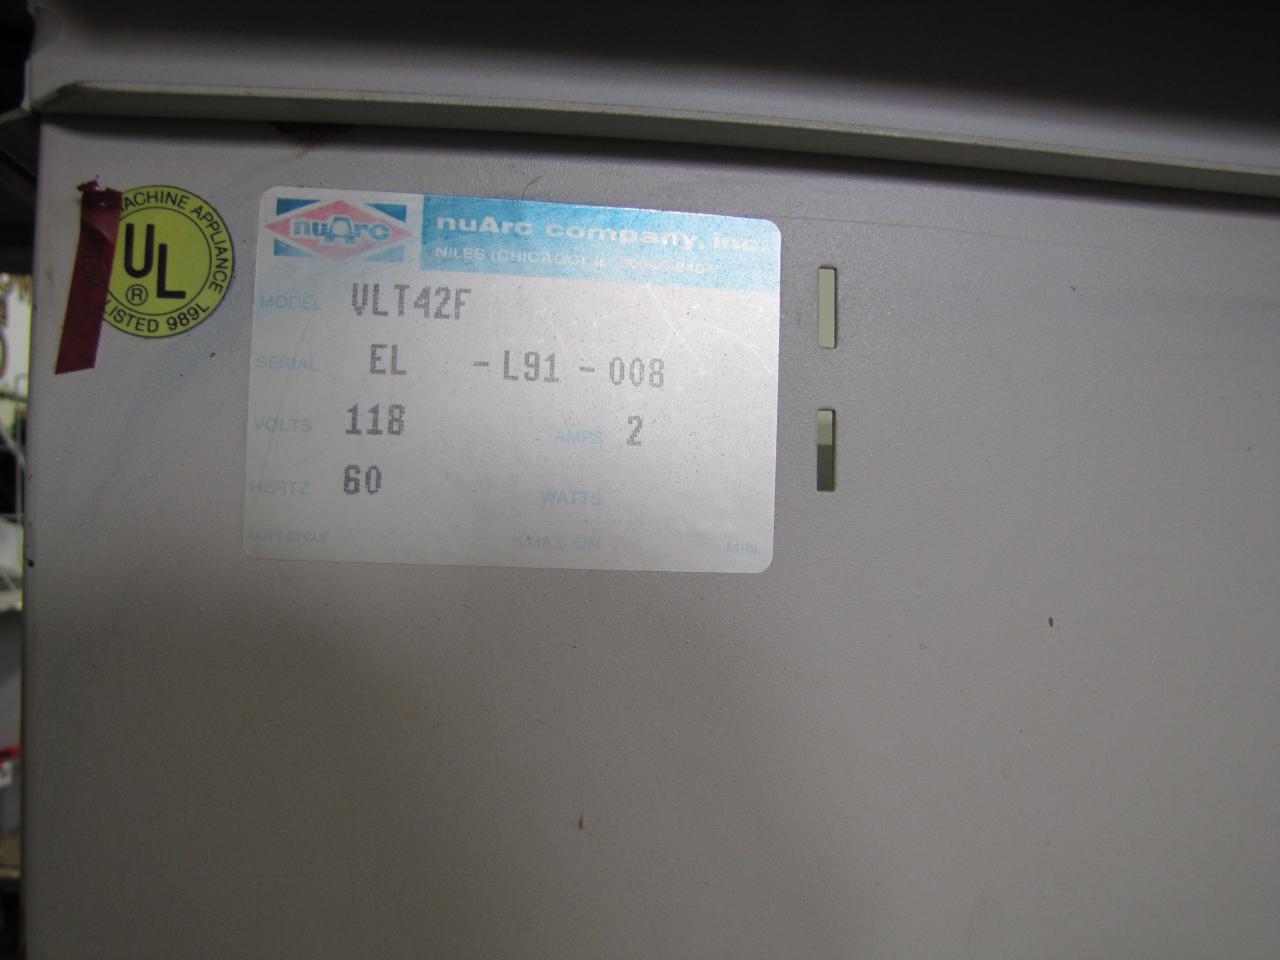 MACHINE APPLIANCE
UL
®
LISTED 989L
nuArc
nuArc company, inc.
NILES (CHICAGO), IL
MODEL VLT42F
SERIAL EL - L91 - 008
VOLTS 118 AMPS 2
HERTZ 60 WATTS
DUTY CYCLE %MAX. ON MIN.